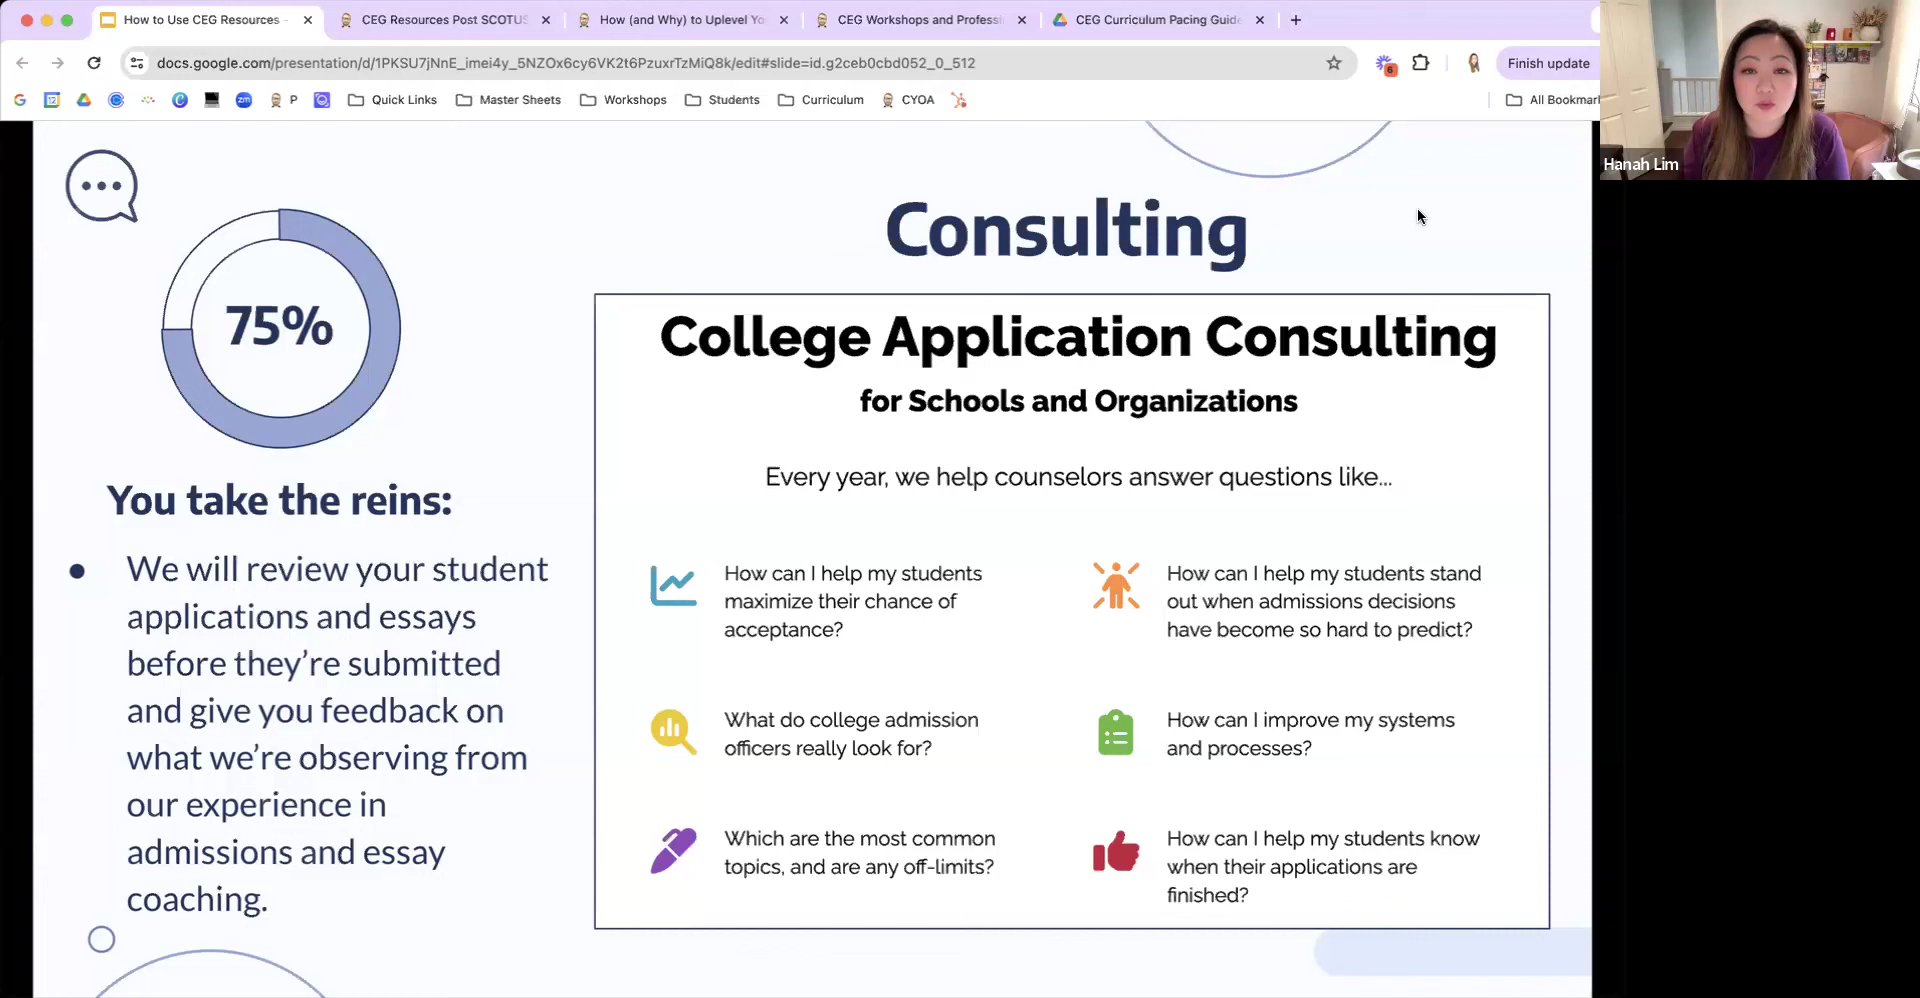 How to Use CEG Resources -
CEG Resources Post SCOTUS
How (and Why) to Uplevel Yo
CEG Workshops and Professi
CEG Curriculum Pacing Guide
docs.google.com/presentation/d/1PKSU7jNnE_imei4y_5NZOx6cy6VK2t6PzuxrTzMiQ8k/edit#slide=id.g2ceb0cbd052_0_512
6
Finish update
P
Quick Links
Master Sheets
Workshops
Students
Curriculum
CYOA
All Bookmar
Hanah Lim
75%
You take the reins:
● We will review your student
applications and essays
before they’re submitted
and give you feedback on
what we’re observing from
our experience in
admissions and essay
coaching.
Consulting
College Application Consulting
for Schools and Organizations
Every year, we help counselors answer questions like...
How can I help my students
maximize their chance of
acceptance?
How can I help my students stand
out when admissions decisions
have become so hard to predict?
What do college admission
officers really look for?
How can I improve my systems
and processes?
Which are the most common
topics, and are any off-limits?
How can I help my students know
when their applications are
finished?